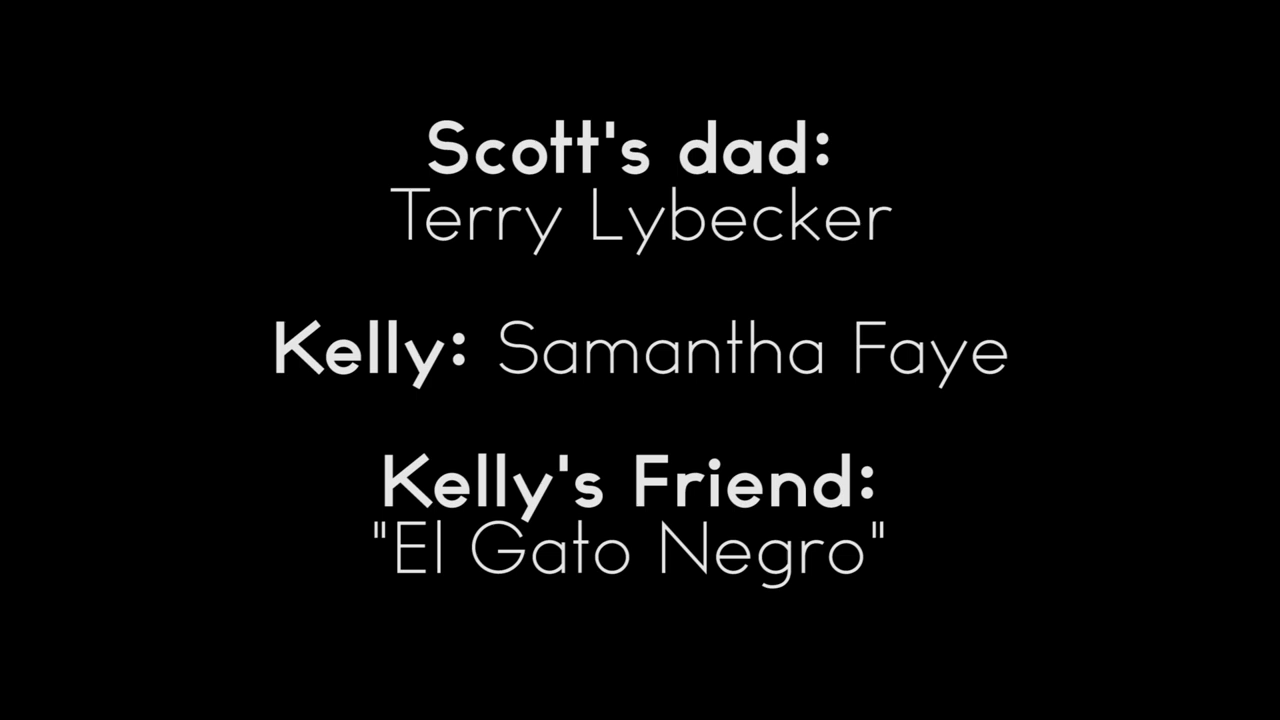 Scott's dad:
Terry Lybecker
Kelly: Samantha Faye
Kelly's Friend:
"El Gato Negro"